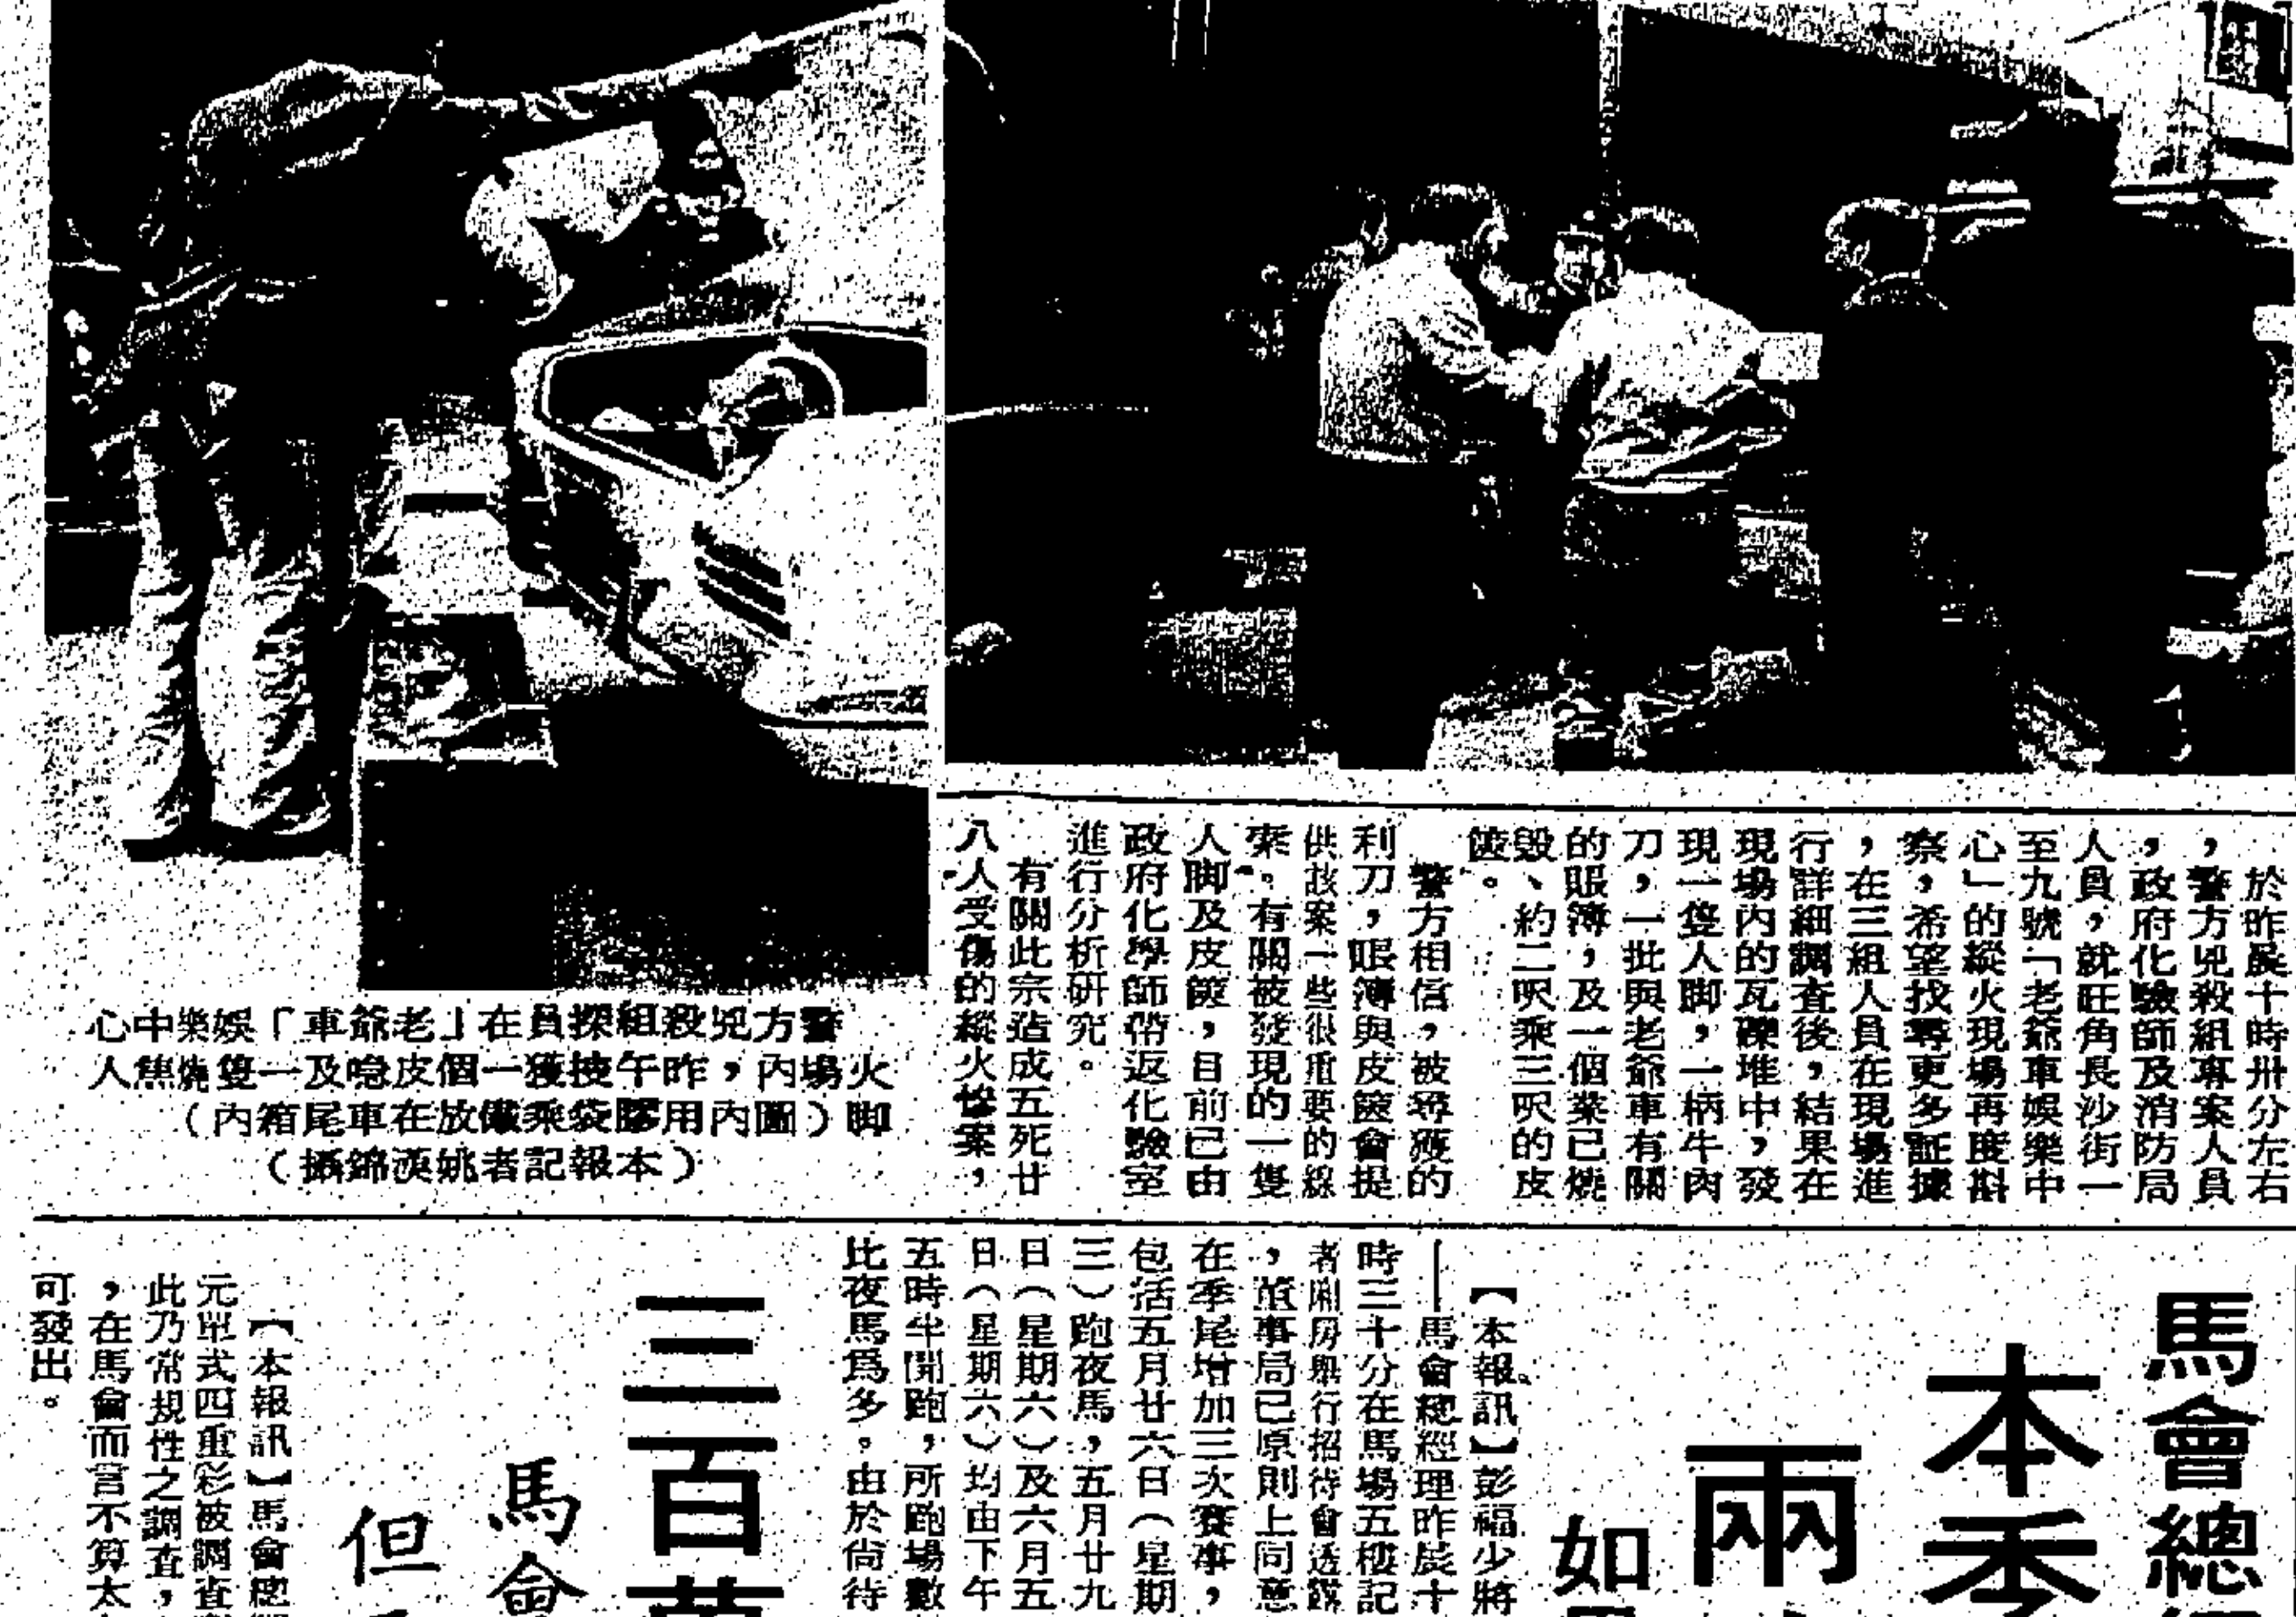 於昨晨十時卅分左右
，警方兇殺組專案人員
，政府化驗師及消防局
人員，就旺角長沙街一
至九號「老爺車娛樂中
心」的縱火現場再度斟
察，希望找尋更多証據
，在三組人員在現場進
行詳細調查後，結果在
現場內的瓦礫堆中，發
現一隻人脚，一柄牛肉
刀，一批與老爺車有關
的賬簿，及一個業已燒
毀、約二呎乘三呎的皮
篋。
警方相信，被尋獲的
利刀，賬簿與皮篋會提
供該案一些很重要的線
索。有關被發現的一隻
人脚及皮篋，目前已由
政府化學師帶返化驗室
進行分析研究。
有關此宗造成五死廿
八人受傷的縱火慘案，
警方兇殺組探員在「老爺車」娛樂中心
火場內，昨午技獲一個皮喼及一隻燒焦人
脚（圖）內用膠袋乘儎放在車尾箱內）
（本報記者姚漢錦攝）
馬會總
本季
兩
如
【本報訊】彭福少將
——馬會總經理昨晨十
時三十分在馬場五樓記
者廂房舉行招待會透露
，董事局已原則上同意
在季尾增加三次賽事，
包括五月廿六日（星期
三）跑夜馬，五月廿九
日（星期六）及六月五
日（星期六）均由下午
五時半開跑，所跑場數
比夜馬爲多。由於尚待
三百萬
馬會
但
【本報訊】馬會總
元單式四重彩被調查
此乃常規性之調查，
，在馬會而言不算太
可發出。